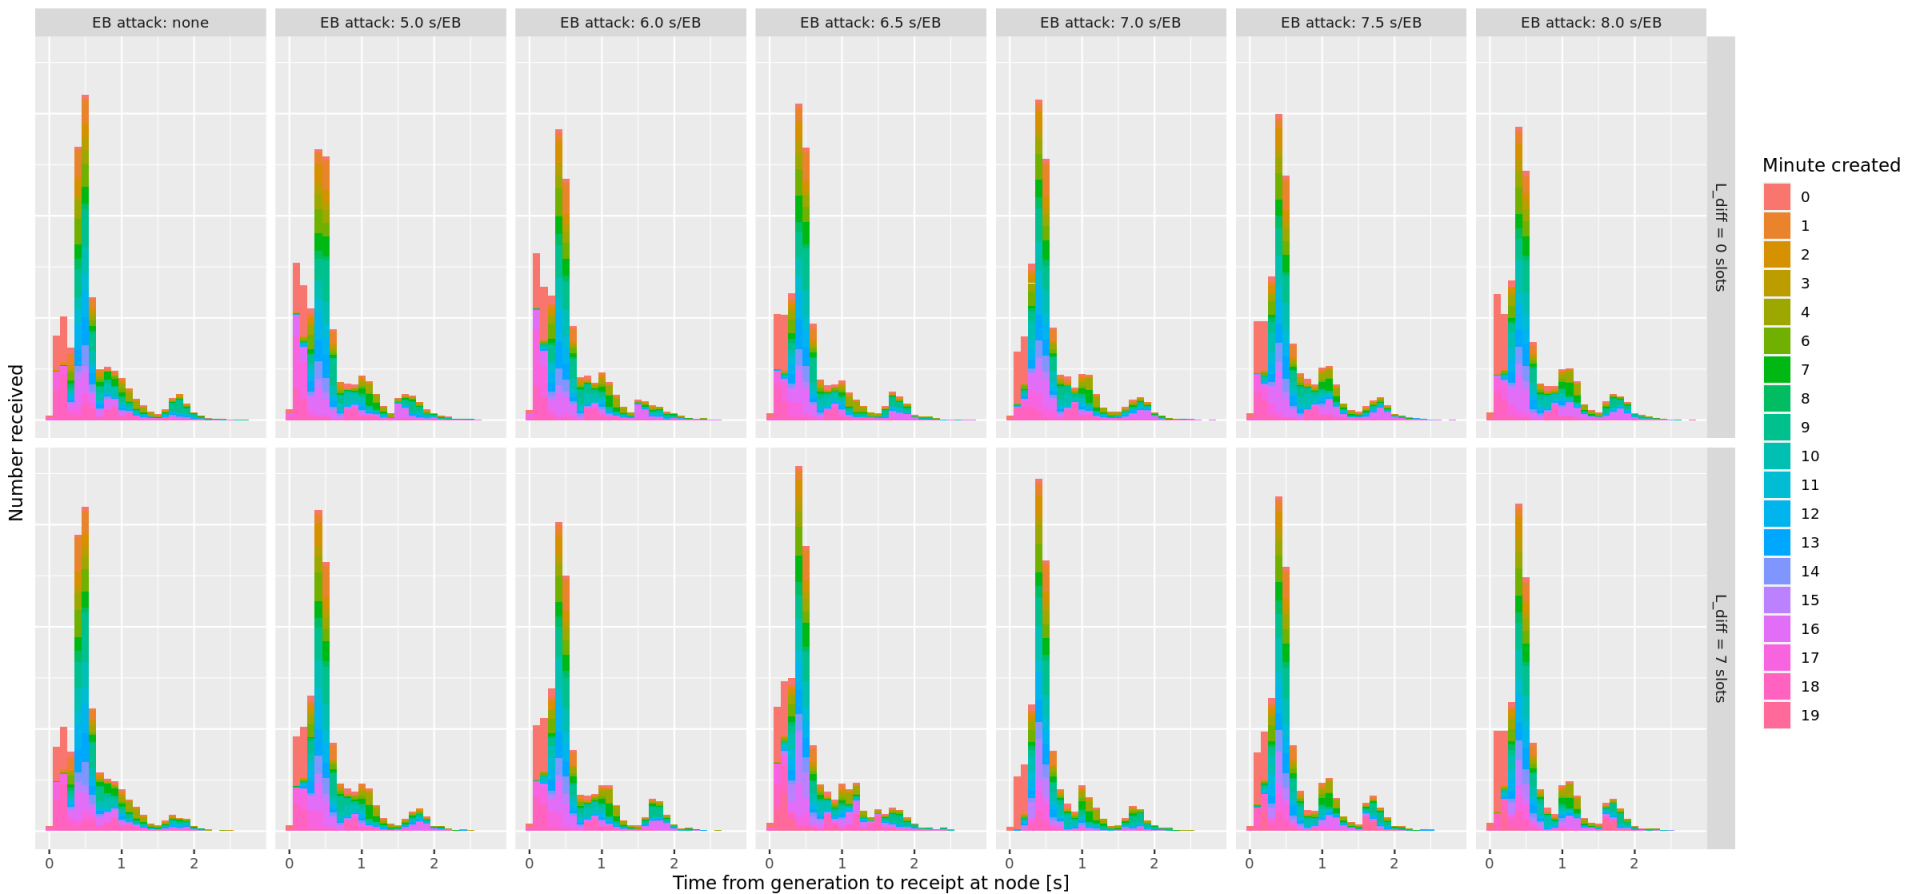 EB attack: none
EB attack: 5.0 s/EB
EB attack: 6.0 s/EB
EB attack: 6.5 s/EB
EB attack: 7.0 s/EB
EB attack: 7.5 s/EB
EB attack: 8.0 s/EB
L_diff = 0 slots
L_diff = 7 slots
Number received
0 1 2
0 1 2
0 1 2
0 1 2
0 1 2
0 1 2
0 1 2
Time from generation to receipt at node [s]
Minute created
0
1
2
3
4
6
7
8
9
10
11
12
13
14
15
16
17
18
19